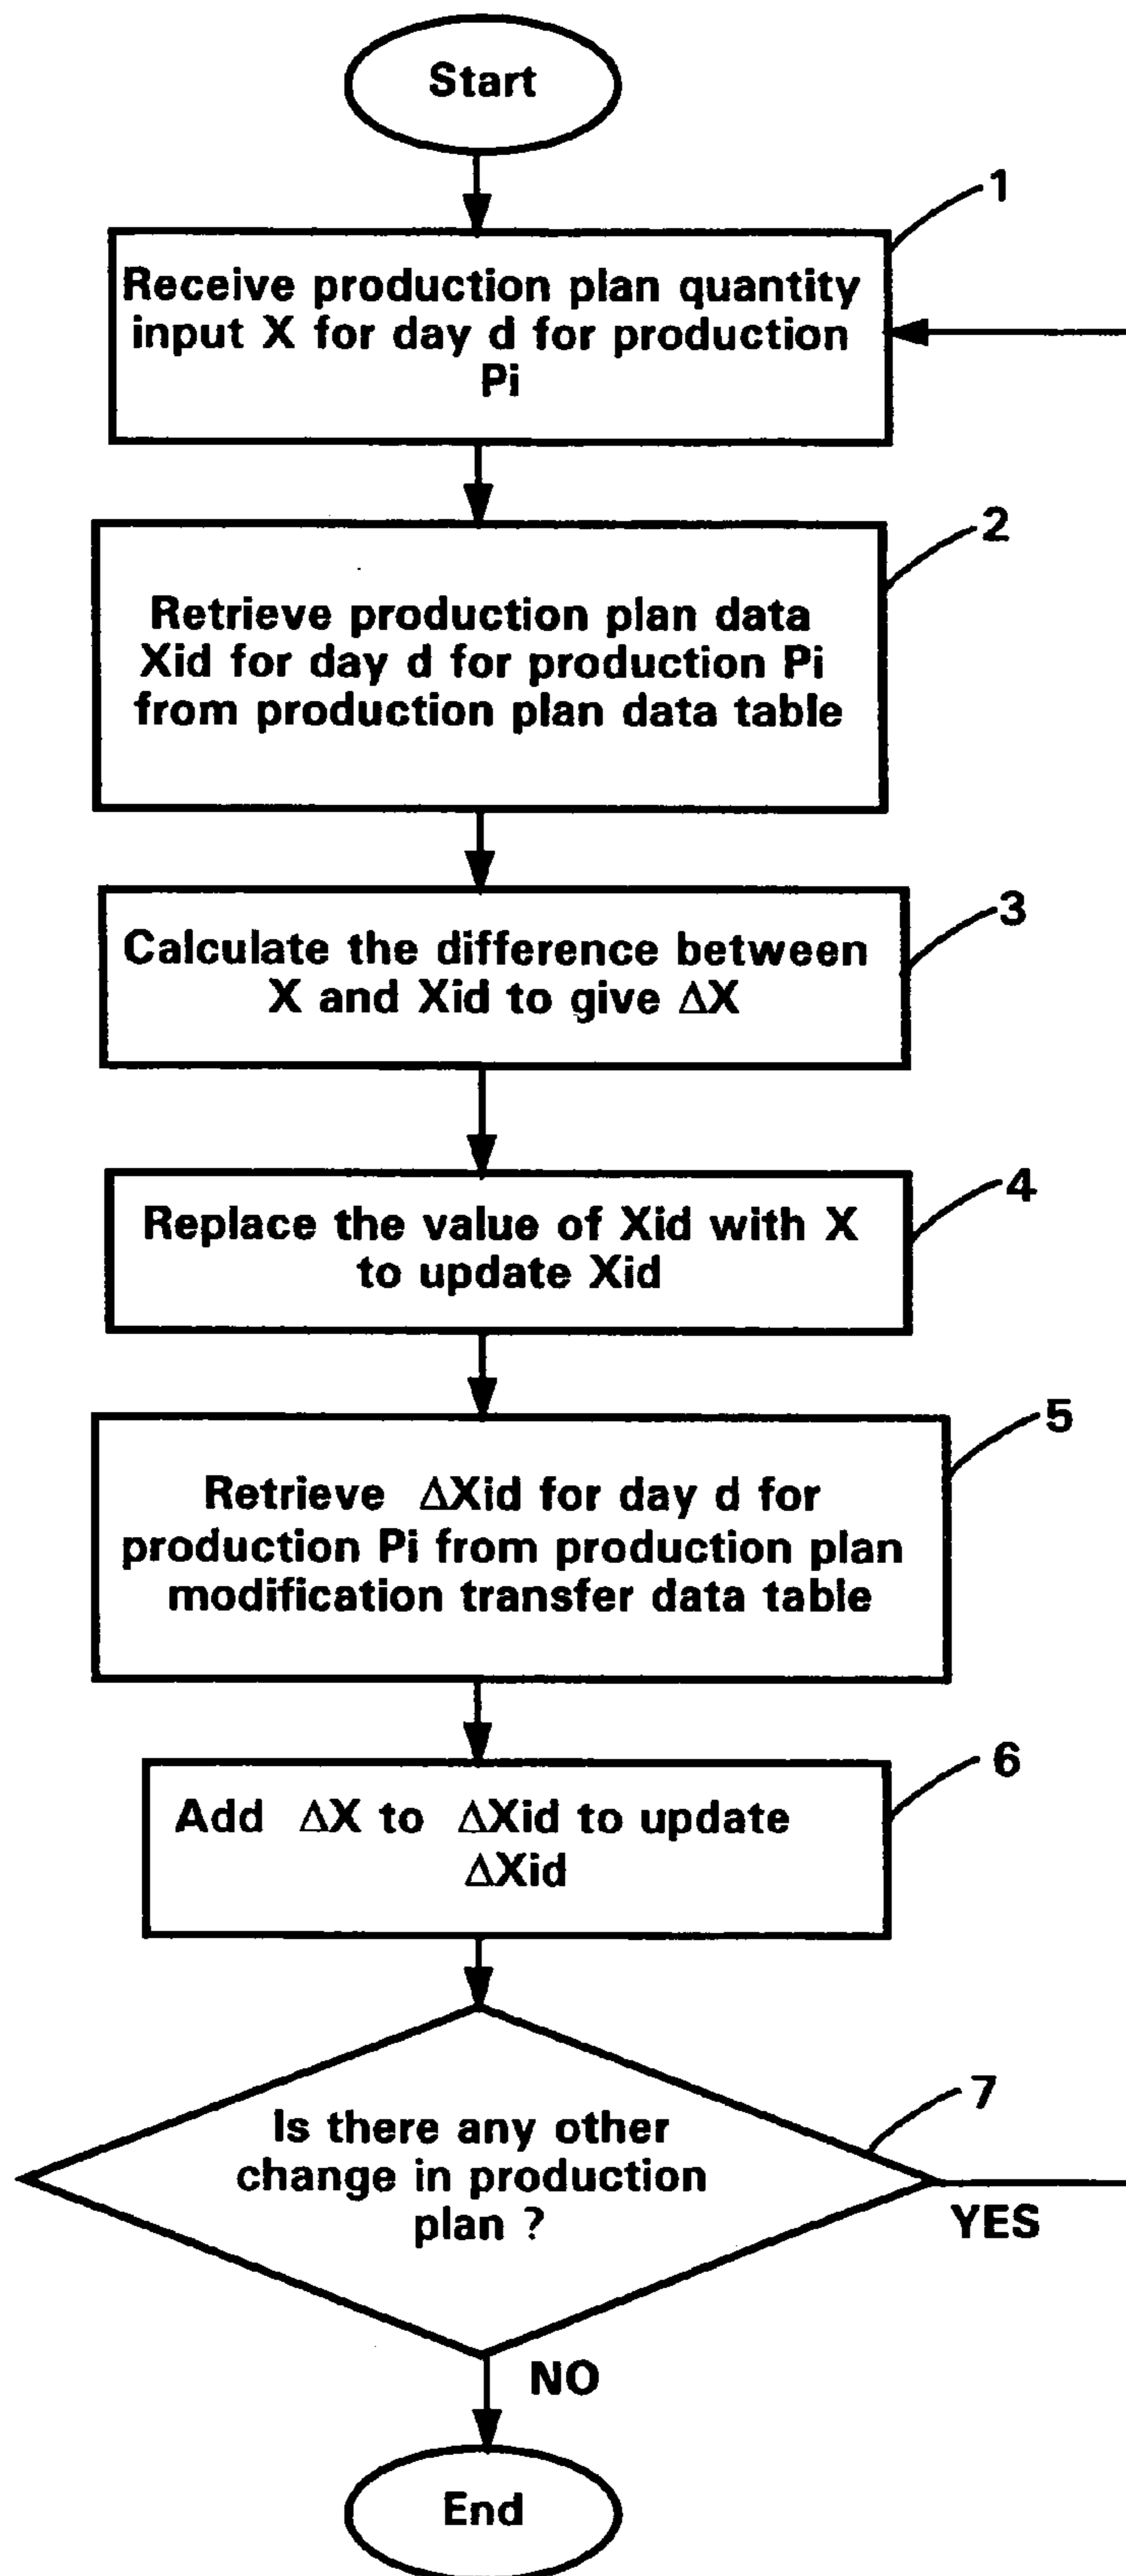 Start
1
Receive production plan quantity
input X for day d for production
Pi
2
Retrieve production plan data
Xid for day d for production Pi
from production plan data table
3
Calculate the difference between
X and Xid to give ΔX
4
Replace the value of Xid with X
to update Xid
5
Retrieve ΔXid for day d for
production Pi from production plan
modification transfer data table
6
Add ΔX to ΔXid to update
ΔXid
7
Is there any other
change in production
plan ?
YES
NO
End